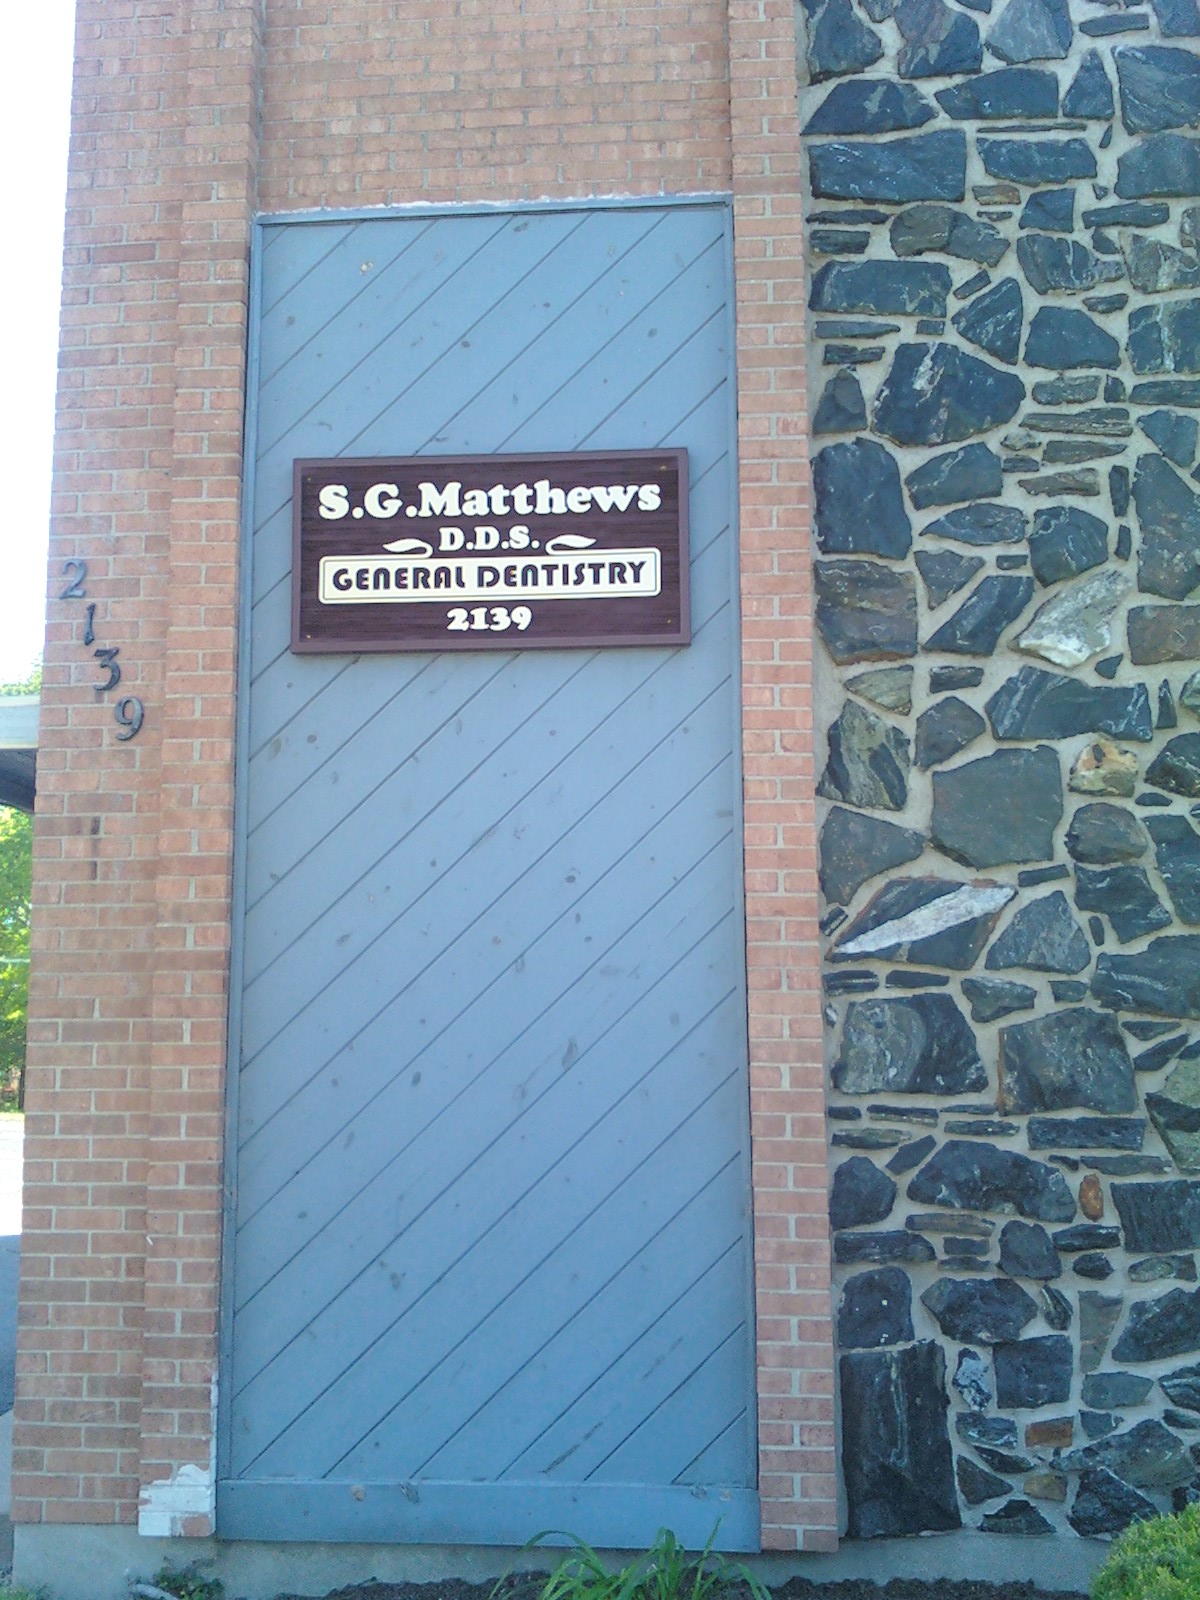 S.G.Matthews
D.D.S.
GENERAL DENTISTRY
2139
2139